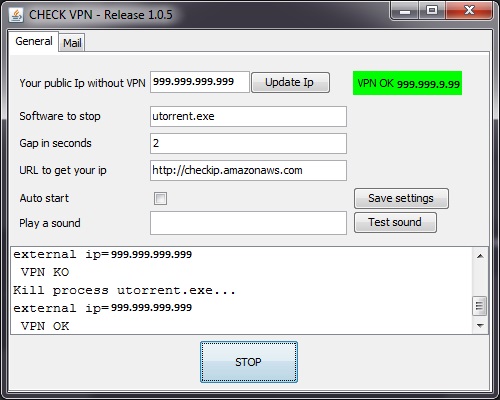 CHECK VPN - Release 1.0.5
General Mail
Your public Ip without VPN 999.999.999.999 Update Ip VPN OK 999.999.9.99
Software to stop utorrent.exe
Gap in seconds 2
URL to get your ip http://checkip.amazonaws.com
Auto start Save settings
Play a sound Test sound
external ip=999.999.999.999
VPN KO
Kill process utorrent.exe...
external ip=999.999.999.999
VPN OK
STOP